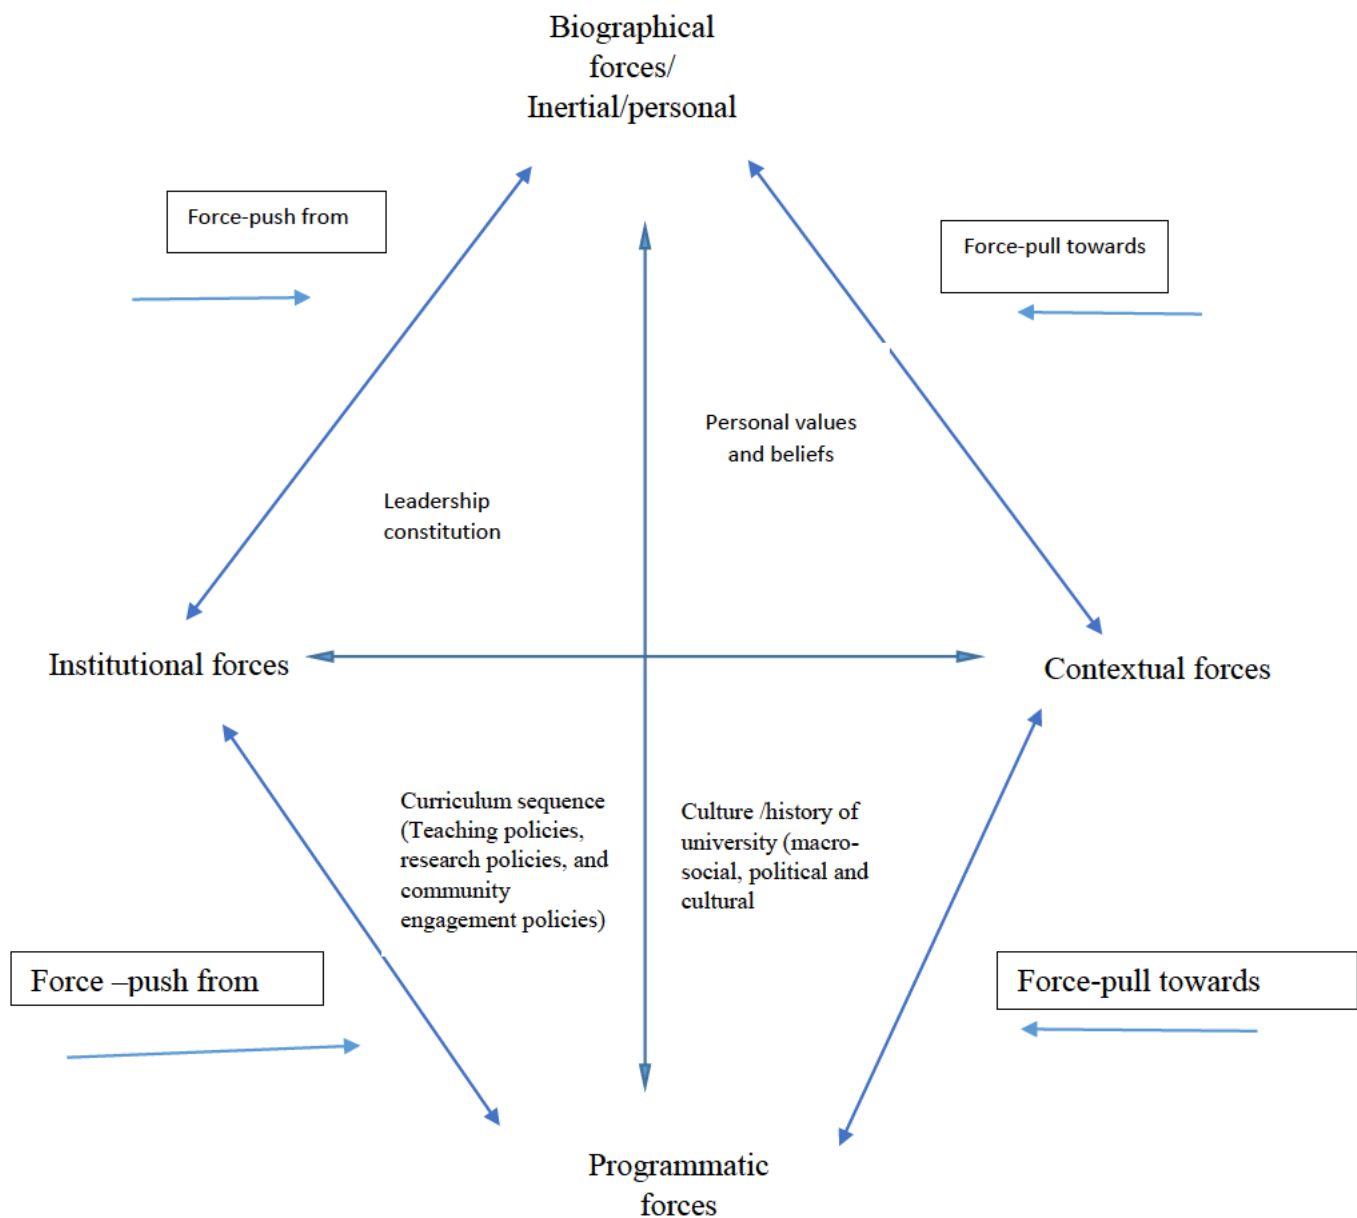 Biographical
forces/
Inertial/personal
Force-push from
Force-pull towards
Personal values
and beliefs
Leadership
constitution
Institutional forces
Contextual forces
Curriculum sequence
(Teaching policies,
research policies, and
community
engagement policies)
Culture /history of
university (macro-
social, political and
cultural
Force –push from
Force-pull towards
Programmatic
forces